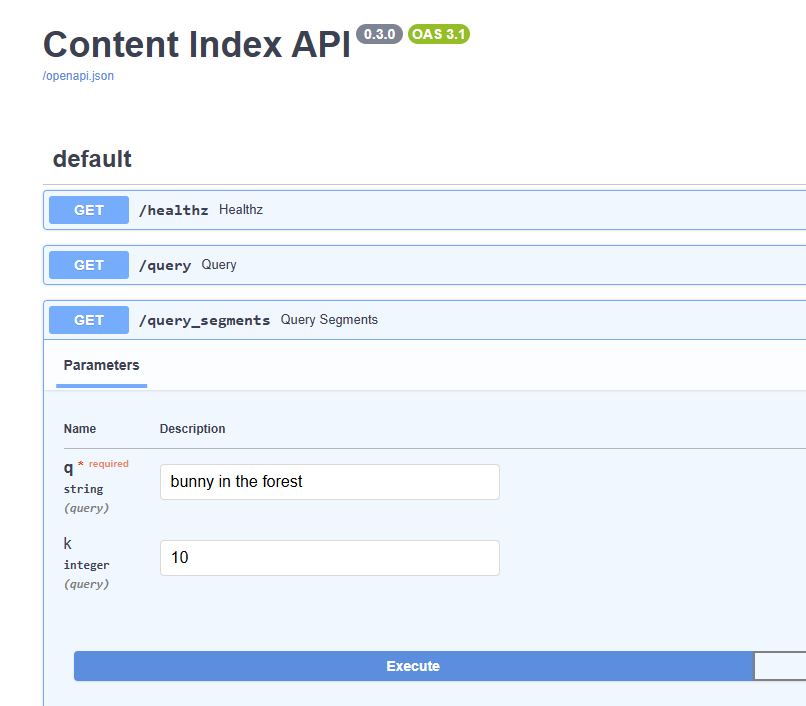 Content Index API 0.3.0 OAS 3.1
/openapi.json
default
GET /healthz Healthz
GET /query Query
GET /query_segments Query Segments
Parameters
Name Description
q * required
string
(query)
bunny in the forest
k
integer
(query)
10
Execute